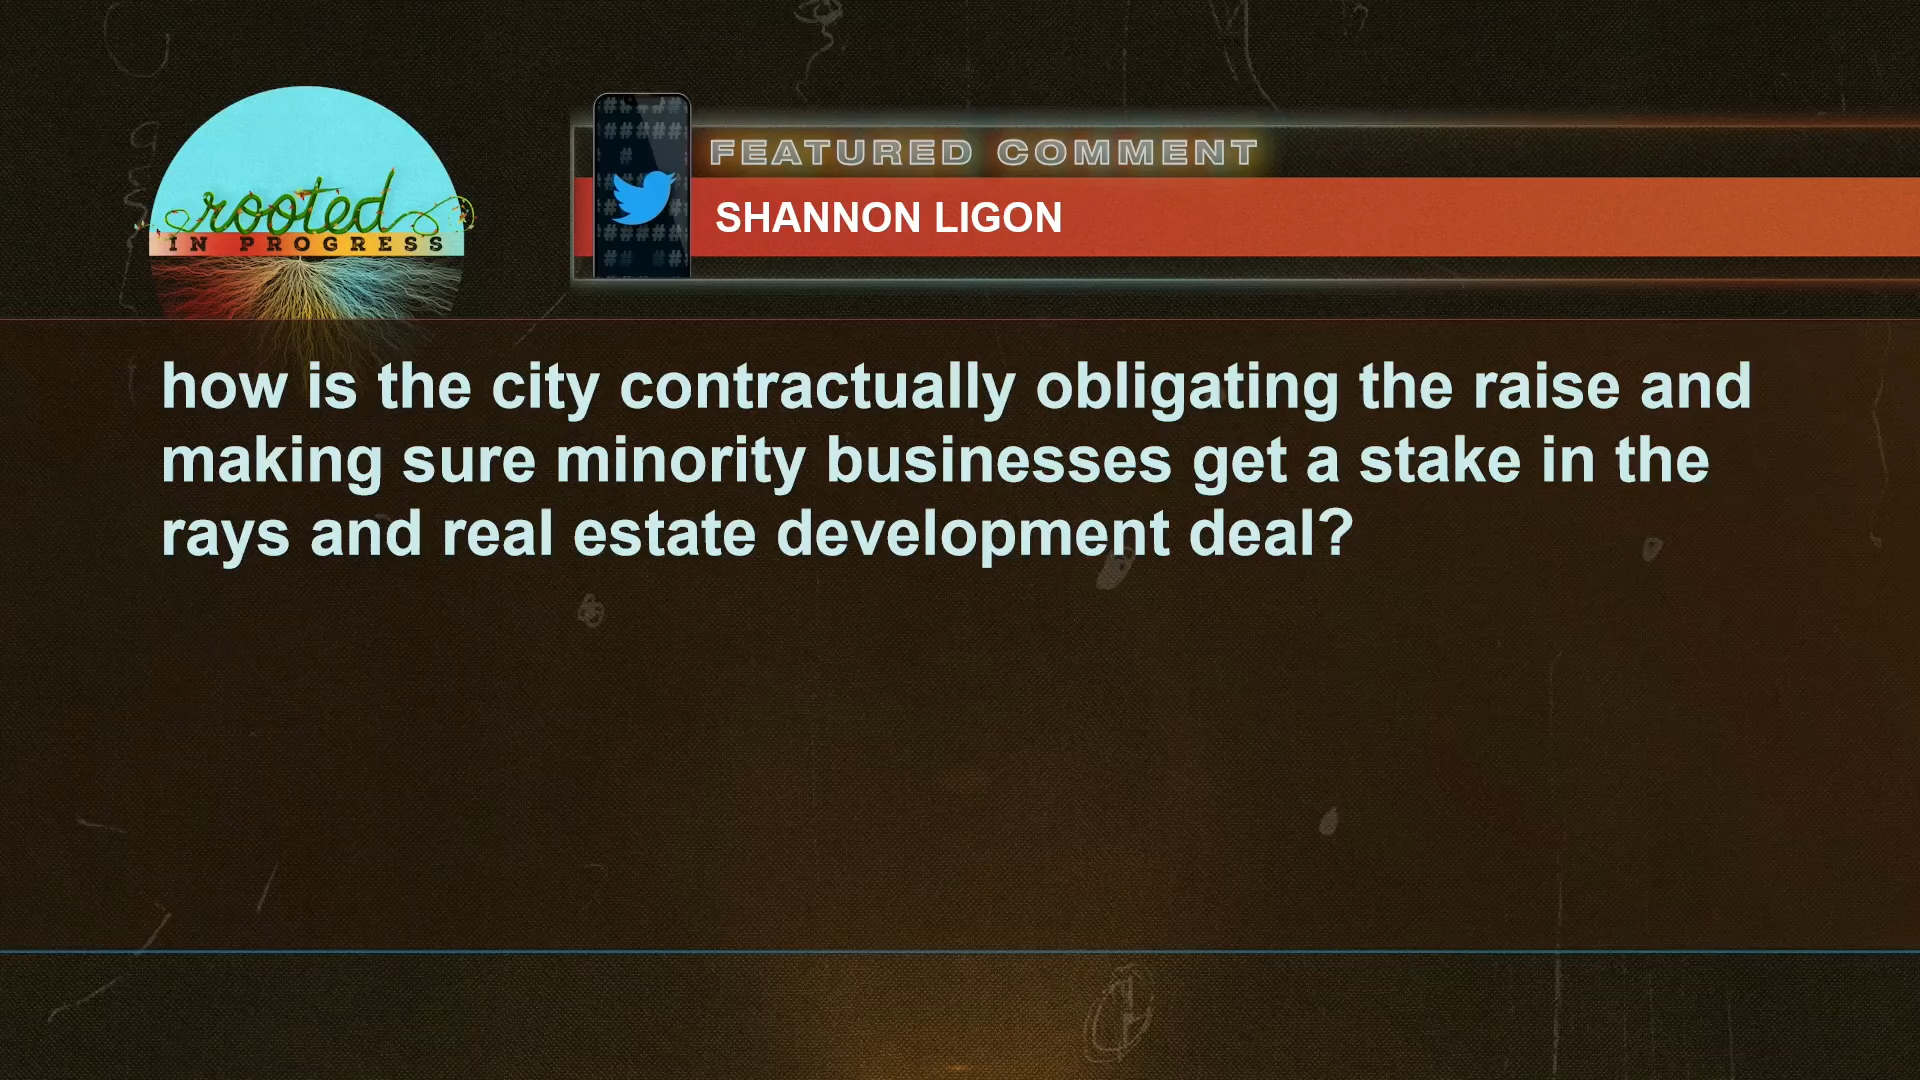 rooted
IN PROGRESS
FEATURED COMMENT
SHANNON LIGON
how is the city contractually obligating the raise and
making sure minority businesses get a stake in the
rays and real estate development deal?